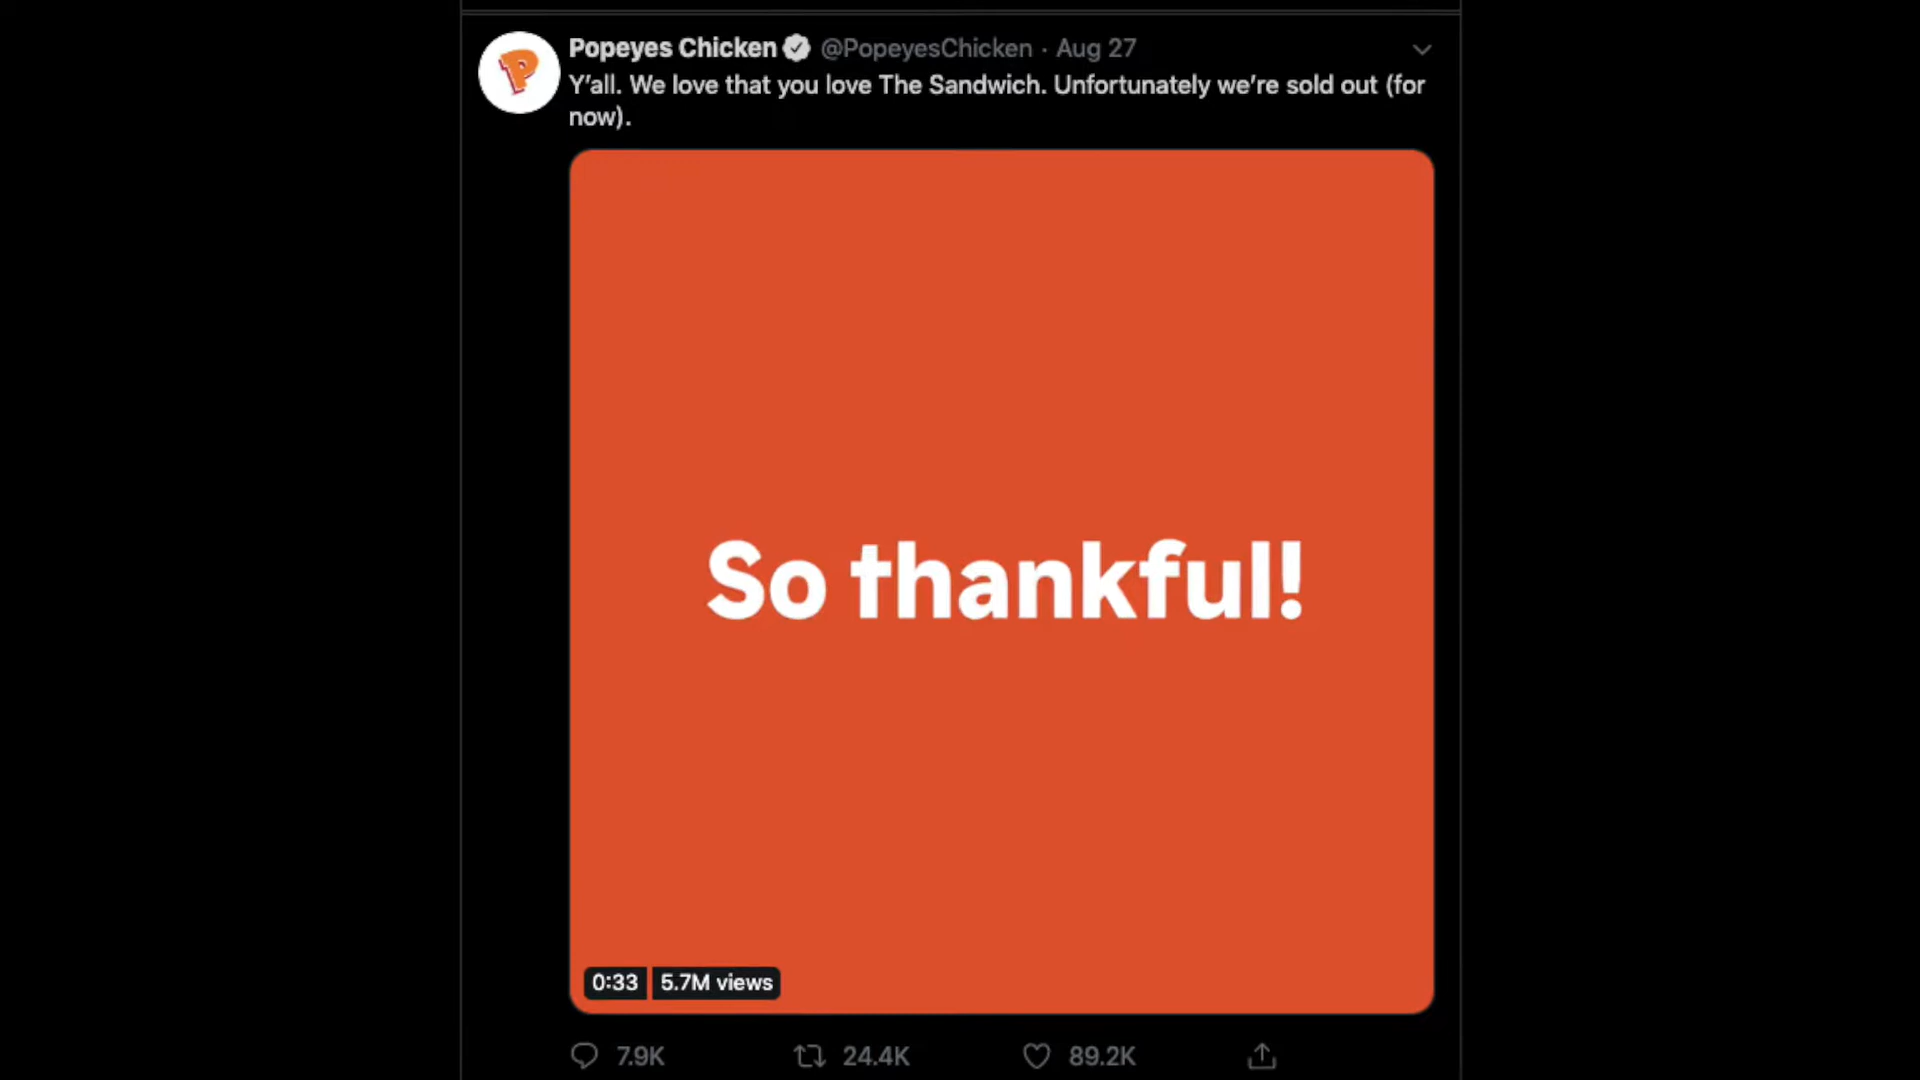 Popeyes Chicken @PopeyesChicken · Aug 27
Y’all. We love that you love The Sandwich. Unfortunately we’re sold out (for
now).
So thankful!
0:33 5.7M views
7.9K 24.4K 89.2K